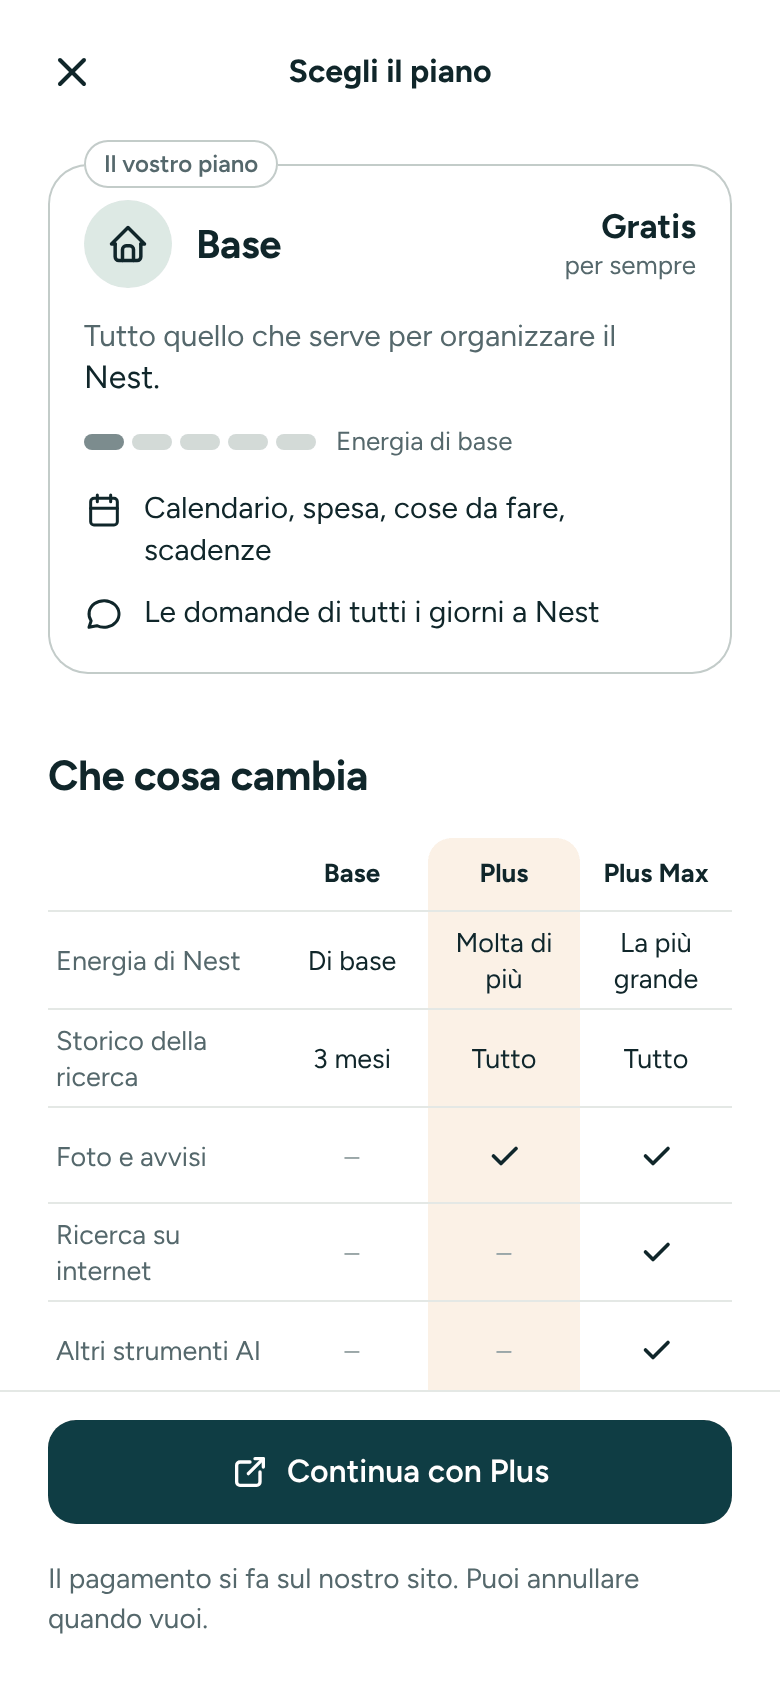 Scegli il piano
Il vostro piano
Base
Gratis
per sempre
Tutto quello che serve per organizzare il
Nest.
Energia di base
Calendario, spesa, cose da fare,
scadenze
Le domande di tutti i giorni a Nest
Che cosa cambia
Base Plus Plus Max
Energia di Nest Di base Molta di più La più grande
Storico della ricerca 3 mesi Tutto Tutto
Foto e avvisi –
Ricerca su internet – –
Altri strumenti AI – –
Continua con Plus
Il pagamento si fa sul nostro sito. Puoi annullare
quando vuoi.